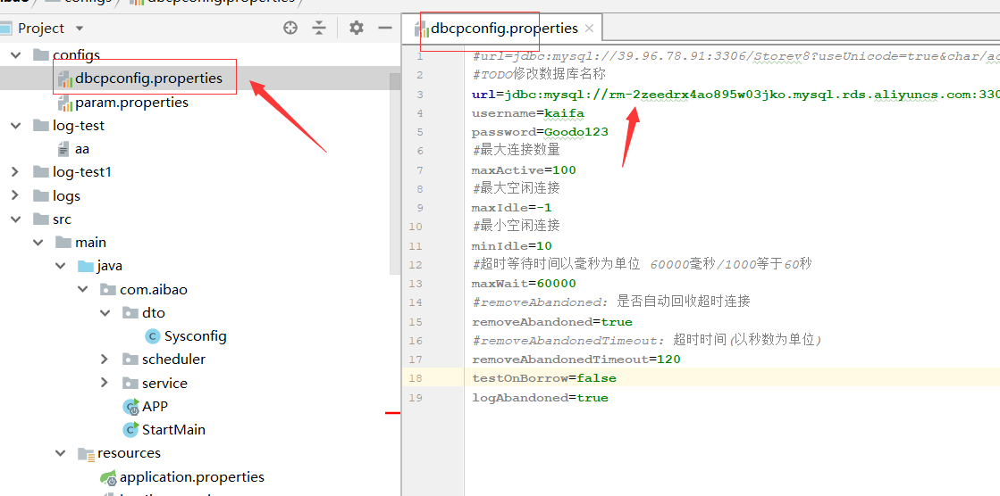 Project
configs
dbcpconfig.properties
param.properties
log-test
aa
log-test1
logs
src
main
java
com.aibao
dto
Sysconfig
scheduler
service
APP
StartMain
resources
application.properties
dbcpconfig.properties
1 #url=jdbc:mysql://39.96.78.91:3306/Storev8?useUnicode=true&char/ac
2 #TODO修改数据库名称
3 url=jdbc:mysql://rm-2zeedrx4ao895w03jko.mysql.rds.aliyuncs.com:330
4 username=kaifa
5 password=Goodo123
6 #最大连接数量
7 maxActive=100
8 #最大空闲连接
9 maxIdle=-1
10 #最小空闲连接
11 minIdle=10
12 #超时等待时间以毫秒为单位 60000毫秒/1000等于60秒
13 maxWait=60000
14 #removeAbandoned: 是否自动回收超时连接
15 removeAbandoned=true
16 #removeAbandonedTimeout: 超时时间(以秒数为单位)
17 removeAbandonedTimeout=120
18 testOnBorrow=false
19 logAbandoned=true